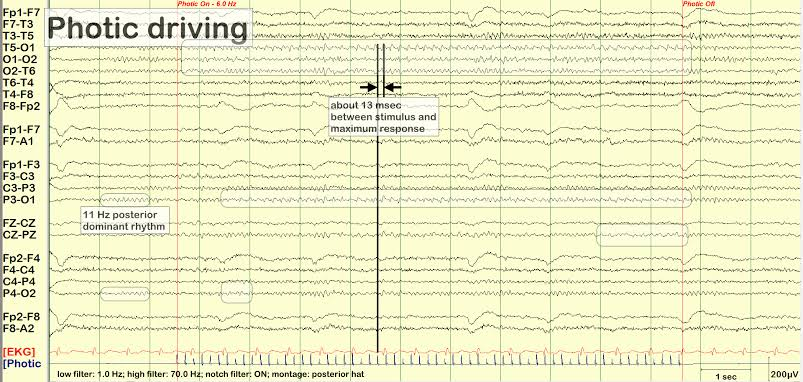 Photic On - 6.0 Hz
Photic Off
Photic driving
Fp1-F7
F7-T3
T3-T5
T5-O1
O1-O2
O2-T6
T6-T4
T4-F8
F8-Fp2
about 13 msec
between stimulus and
maximum response
Fp1-F7
F7-A1
Fp1-F3
F3-C3
C3-P3
P3-O1
11 Hz posterior
dominant rhythm
FZ-CZ
CZ-PZ
Fp2-F4
F4-C4
C4-P4
P4-O2
Fp2-F8
F8-A2
[EKG]
[Photic
low filter: 1.0 Hz; high filter: 70.0 Hz; notch filter: ON; montage: posterior hat
1 sec
200µV